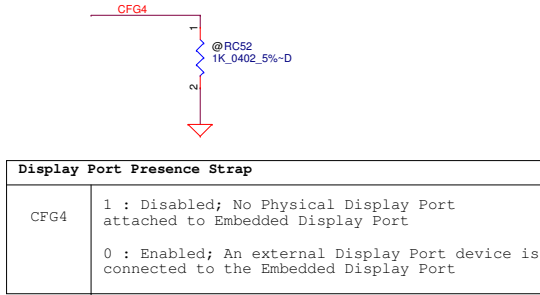 CFG4
1
@RC52
1K_0402_5%~D
2
Display Port Presence Strap
CFG4
1 : Disabled; No Physical Display Port
attached to Embedded Display Port
0 : Enabled; An external Display Port device is
connected to the Embedded Display Port